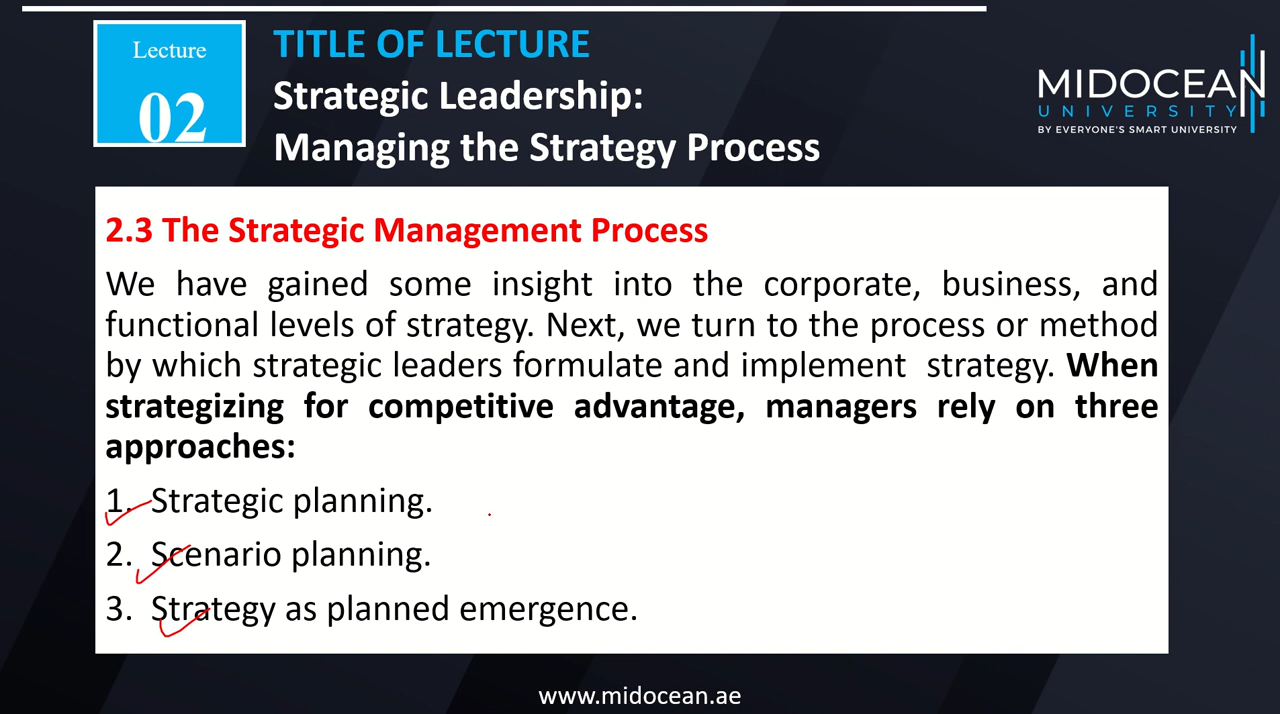 Lecture
02
TITLE OF LECTURE
Strategic Leadership:
Managing the Strategy Process
MIDOCEAN
UNIVERSITY
BY EVERYONE'S SMART UNIVERSITY
2.3 The Strategic Management Process
We have gained some insight into the corporate, business, and
functional levels of strategy. Next, we turn to the process or method
by which strategic leaders formulate and implement strategy. When
strategizing for competitive advantage, managers rely on three
approaches:
1. Strategic planning.
2. Scenario planning.
3. Strategy as planned emergence.
www.midocean.ae